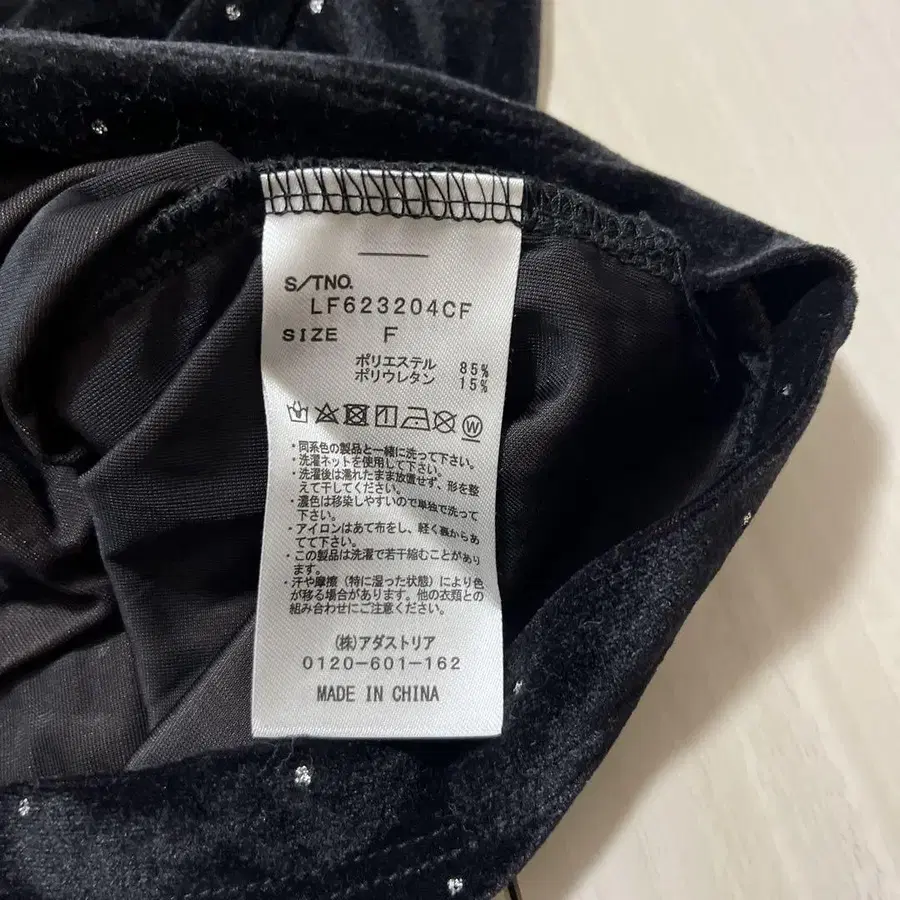 S/TNO.
LF623204CF
SIZE F
ポリエステル 85%
ポリウレタン 15%
・同系色の製品と一緒に洗って下さい。
・洗濯ネットを使用して下さい。
・洗濯後は濡れたまま放置せず、形を整
えて干してください。
・濃色は移染しやすいので単独で洗って
下さい。
・アイロンはあて布をし、軽く裏からあ
てて下さい。
・この製品は洗濯で若干縮むことがあり
ます。
・汗や摩擦（特に湿った状態）により色
が移る場合があります。他の衣類との
組み合わせにご注意ください。
(株)アダストリア
0120-601-162
MADE IN CHINA